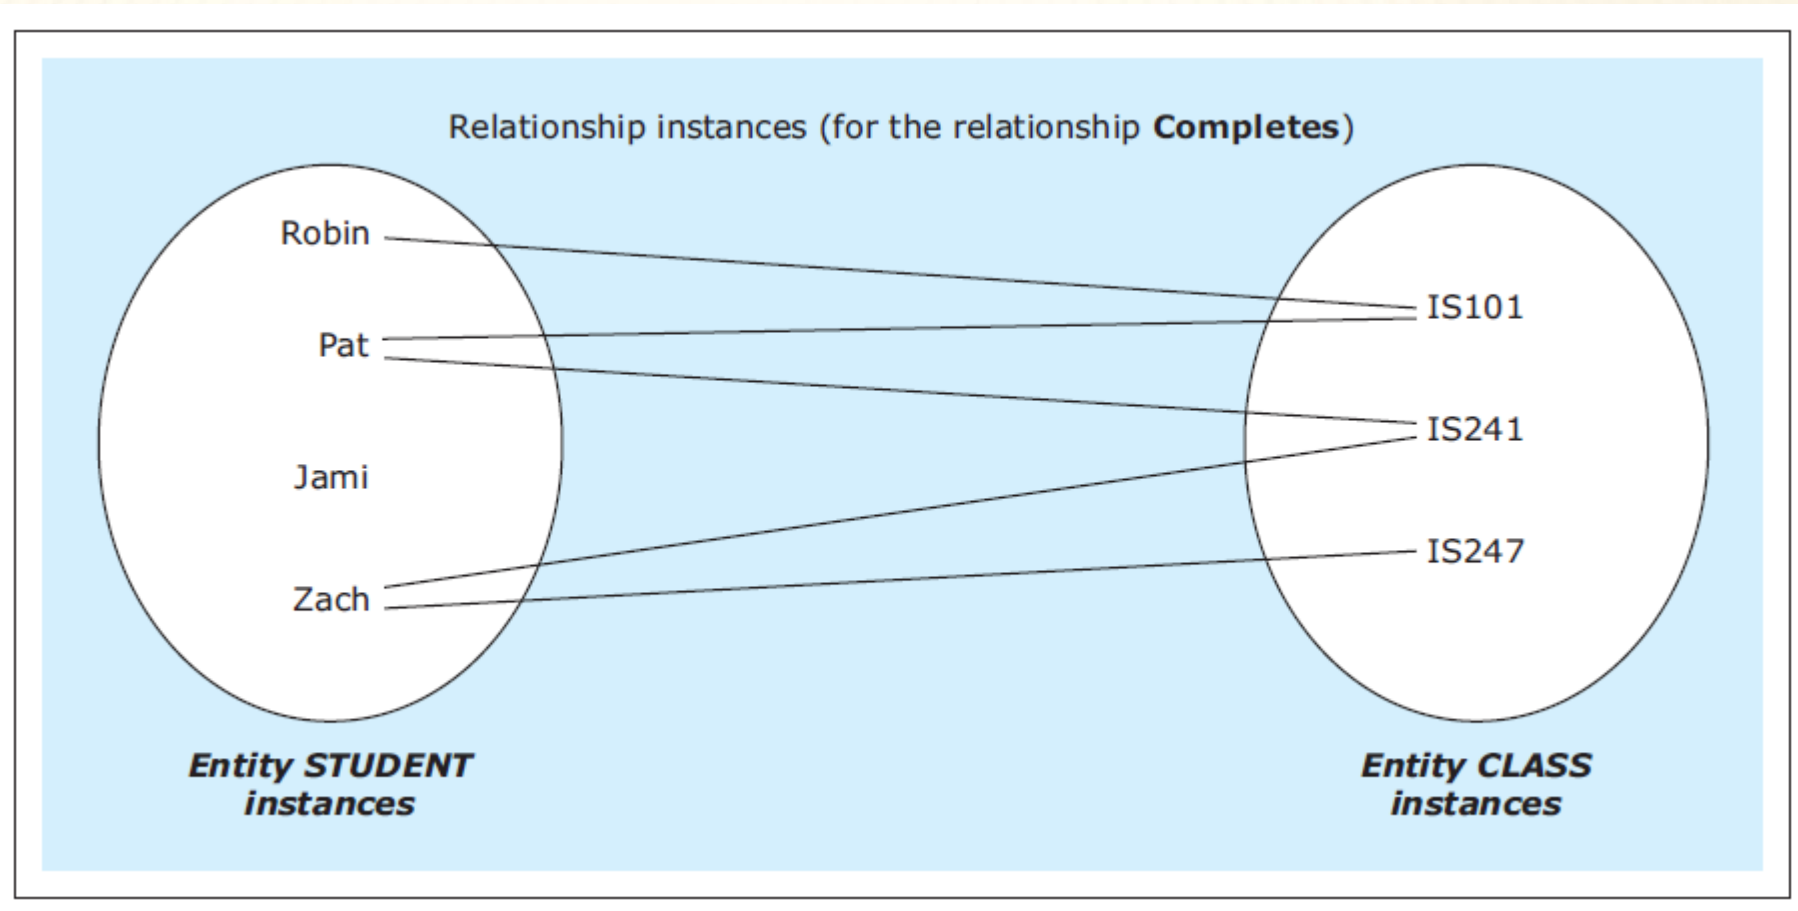 Relationship instances (for the relationship Completes)
Robin
Pat
Jami
Zach
IS101
IS241
IS247
Entity STUDENT
instances
Entity CLASS
instances